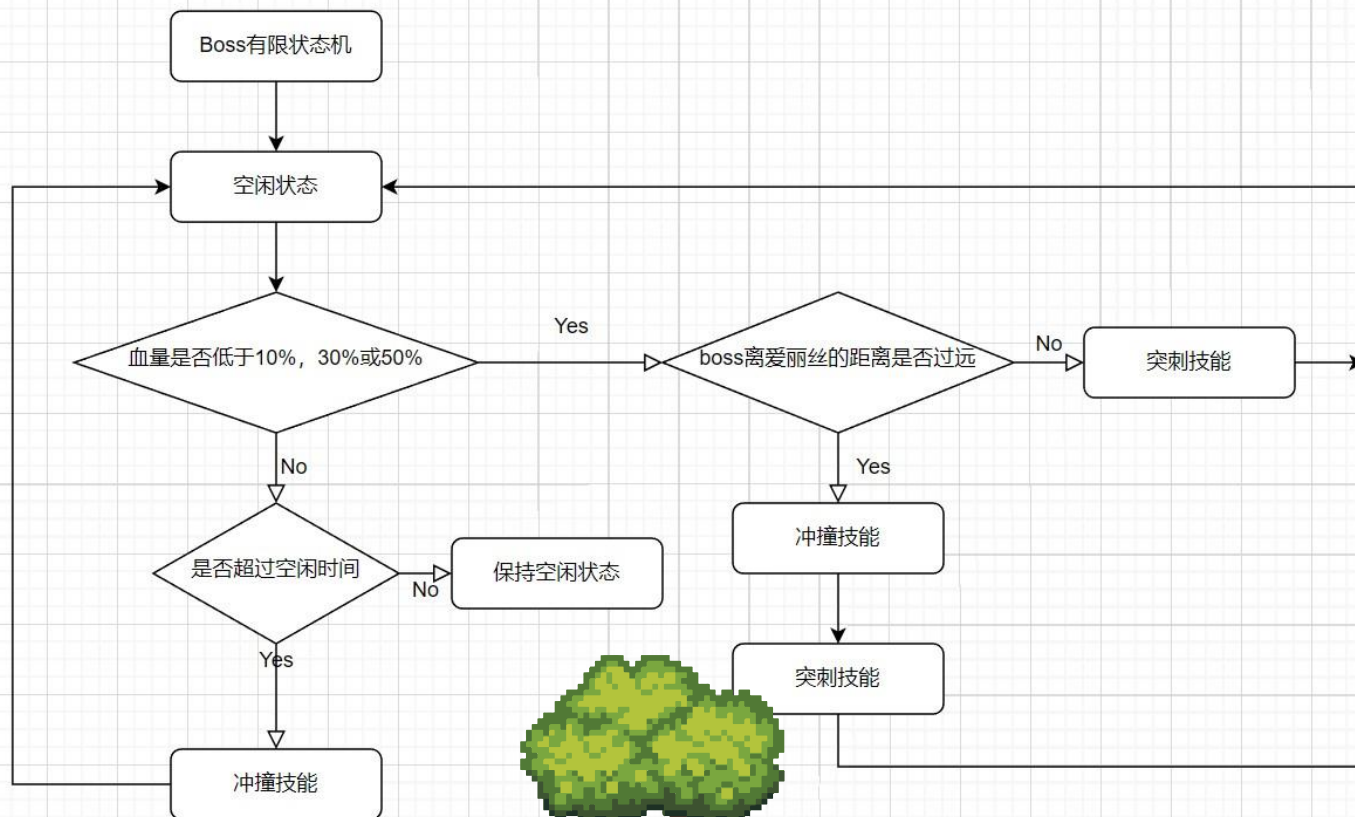 Boss有限状态机
空闲状态
血量是否低于10%，30%或50%
Yes
boss离爱丽丝的距离是否过远
No
突刺技能
No
Yes
是否超过空闲时间
No
保持空闲状态
冲撞技能
Yes
突刺技能
冲撞技能